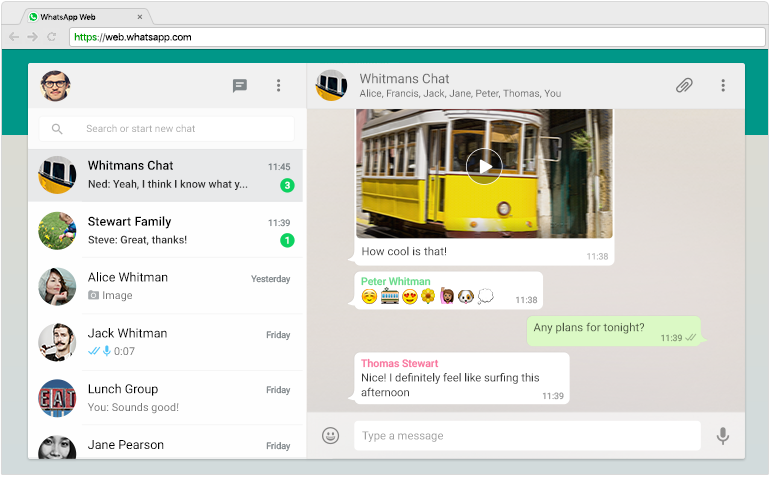 WhatsApp Web
https://web.whatsapp.com
Search or start new chat
Whitmans Chat
11:45
Ned: Yeah, I think I know what y...
3
Stewart Family
11:39
Steve: Great, thanks!
1
Alice Whitman
Yesterday
Image
Jack Whitman
Friday
0:07
Lunch Group
Friday
You: Sounds good!
EAT
Jane Pearson
Friday
Whitmans Chat
Alice, Francis, Jack, Jane, Peter, Thomas, You
How cool is that!
11:38
Peter Whitman
☺️🚋😍🌻🙋🐶💭
11:38
Any plans for tonight?
11:39
Thomas Stewart
Nice! I definitely feel like surfing this
afternoon
11:39
Type a message